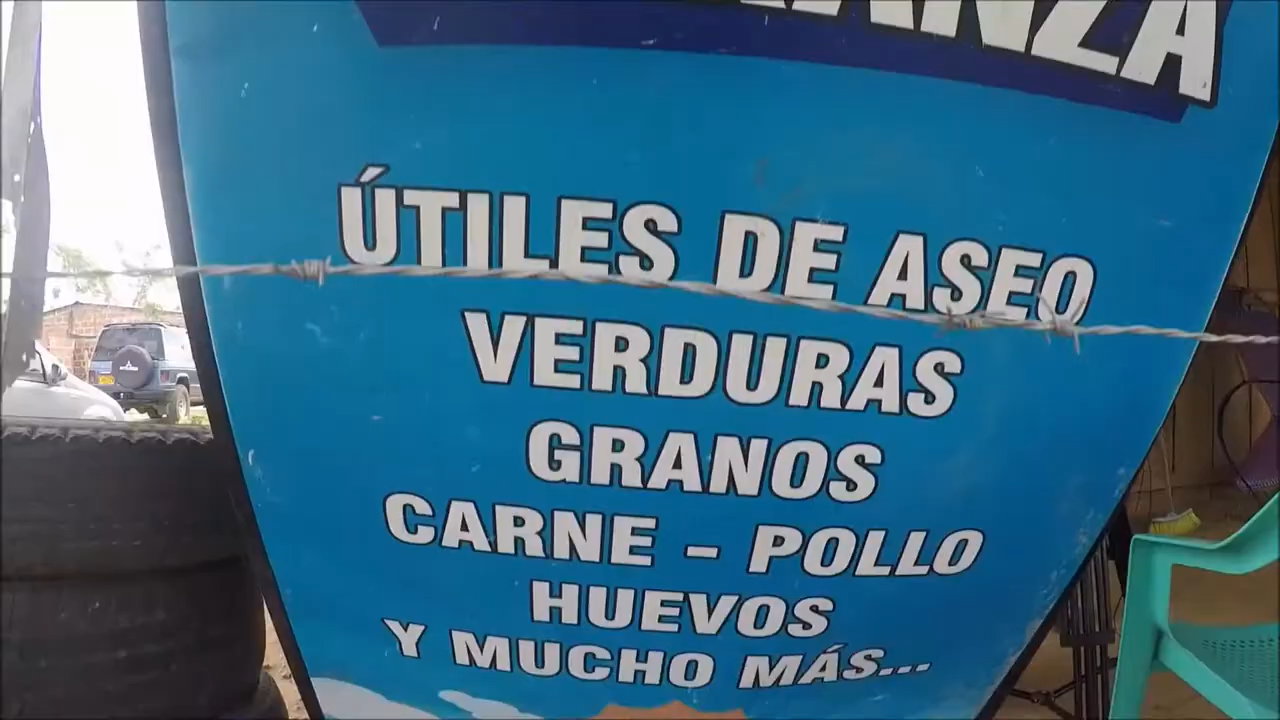 ÚTILES DE ASEO
VERDURAS
GRANOS
CARNE – POLLO
HUEVOS
Y MUCHO MÁS...